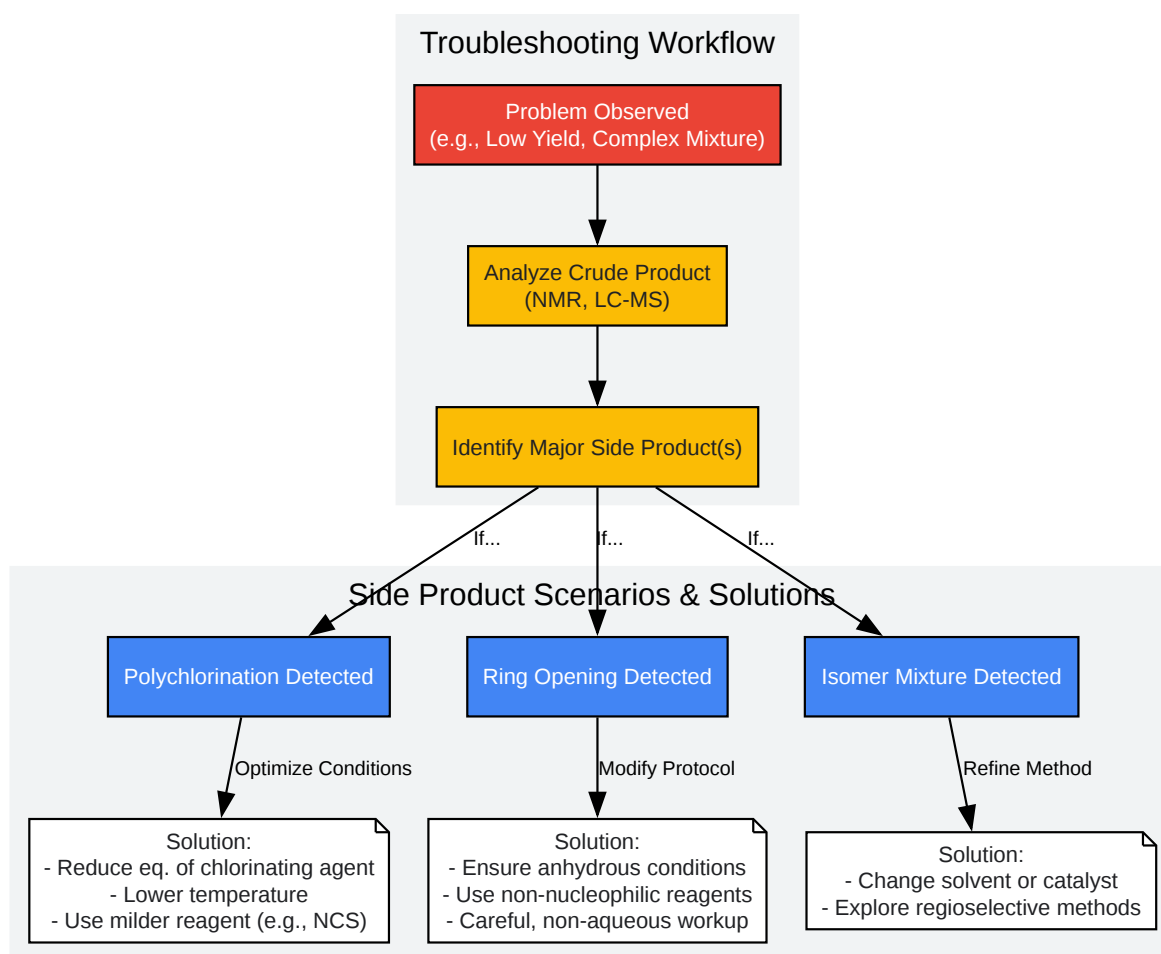 Troubleshooting Workflow
Problem Observed
(e.g., Low Yield, Complex Mixture)
Analyze Crude Product
(NMR, LC-MS)
Identify Major Side Product(s)
If...
If...
If...
Side Product Scenarios & Solutions
Polychlorination Detected
Ring Opening Detected
Isomer Mixture Detected
Optimize Conditions
Modify Protocol
Refine Method
Solution:
- Reduce eq. of chlorinating agent
- Lower temperature
- Use milder reagent (e.g., NCS)
Solution:
- Ensure anhydrous conditions
- Use non-nucleophilic reagents
- Careful, non-aqueous workup
Solution:
- Change solvent or catalyst
- Explore regioselective methods